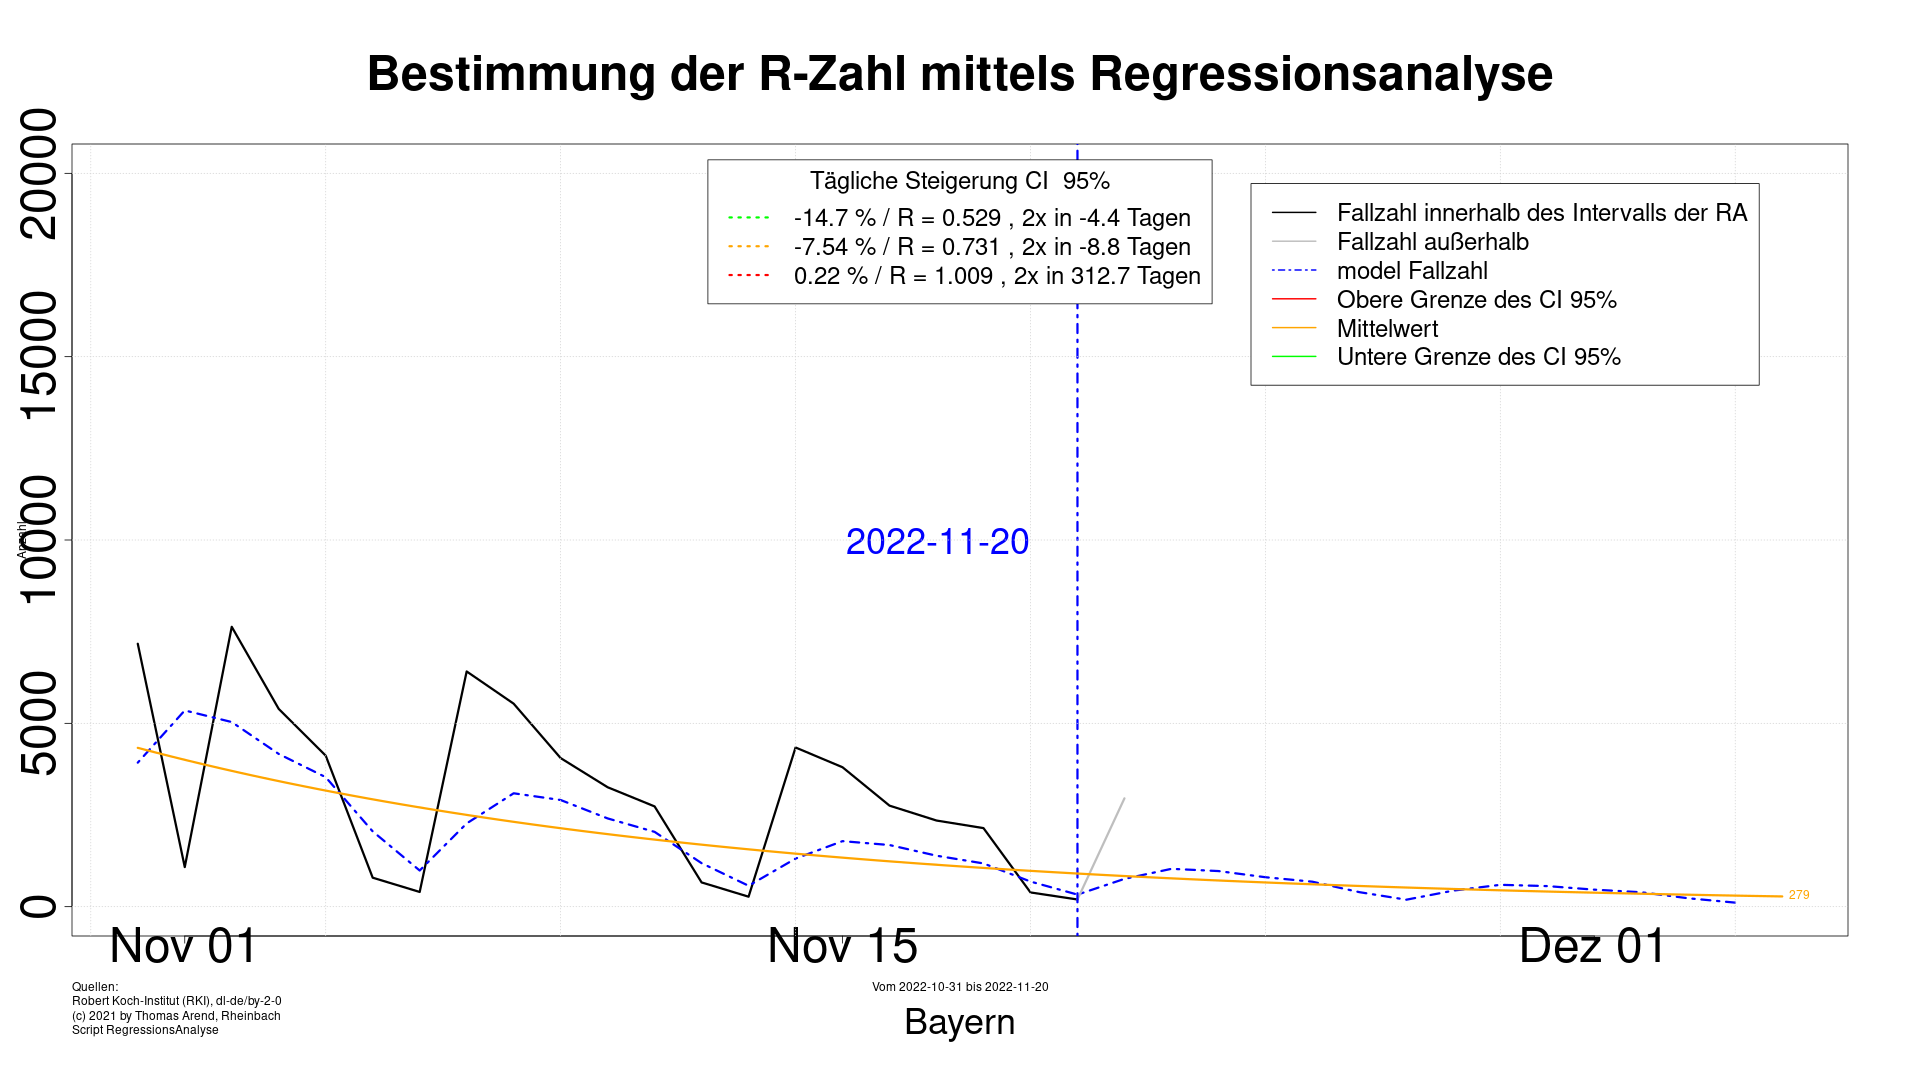 Bestimmung der R-Zahl mittels Regressionsanalyse
Anzahl
20000
15000
10000
5000
0
Tägliche Steigerung CI  95%
-14.7 % / R = 0.529 , 2x in -4.4 Tagen
-7.54 % / R = 0.731 , 2x in -8.8 Tagen
0.22 % / R = 1.009 , 2x in 312.7 Tagen
Fallzahl innerhalb des Intervalls der RA
Fallzahl außerhalb
model Fallzahl
Obere Grenze des CI 95%
Mittelwert
Untere Grenze des CI 95%
2022-11-20
279
Nov 01
Nov 15
Dez 01
Quellen:
Robert Koch-Institut (RKI), dl-de/by-2-0
(c) 2021 by Thomas Arend, Rheinbach
Script RegressionsAnalyse
Vom 2022-10-31 bis 2022-11-20
Bayern